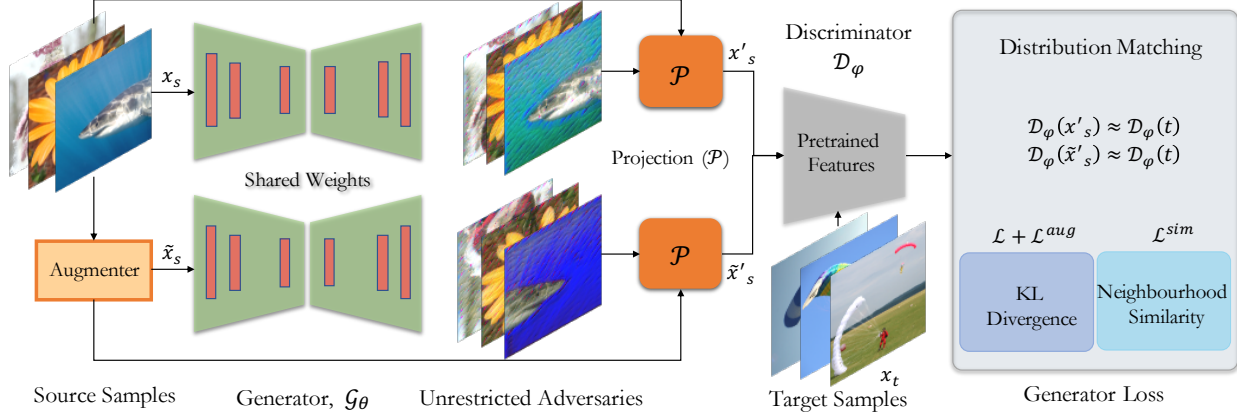 x_s
Shared Weights
Augmenter
x̃_s
𝒫
x'_s
Projection (𝒫)
𝒫
x̃'_s
Discriminator
𝒟_φ
Pretrained
Features
x_t
Distribution Matching
𝒟_φ(x'_s) ≈ 𝒟_φ(t)
𝒟_φ(x̃'_s) ≈ 𝒟_φ(t)
ℒ + ℒ^{aug}
ℒ^{sim}
KL
Divergence
Neighbourhood
Similarity
Source Samples
Generator, 𝒢_θ
Unrestricted Adversaries
Target Samples
Generator Loss